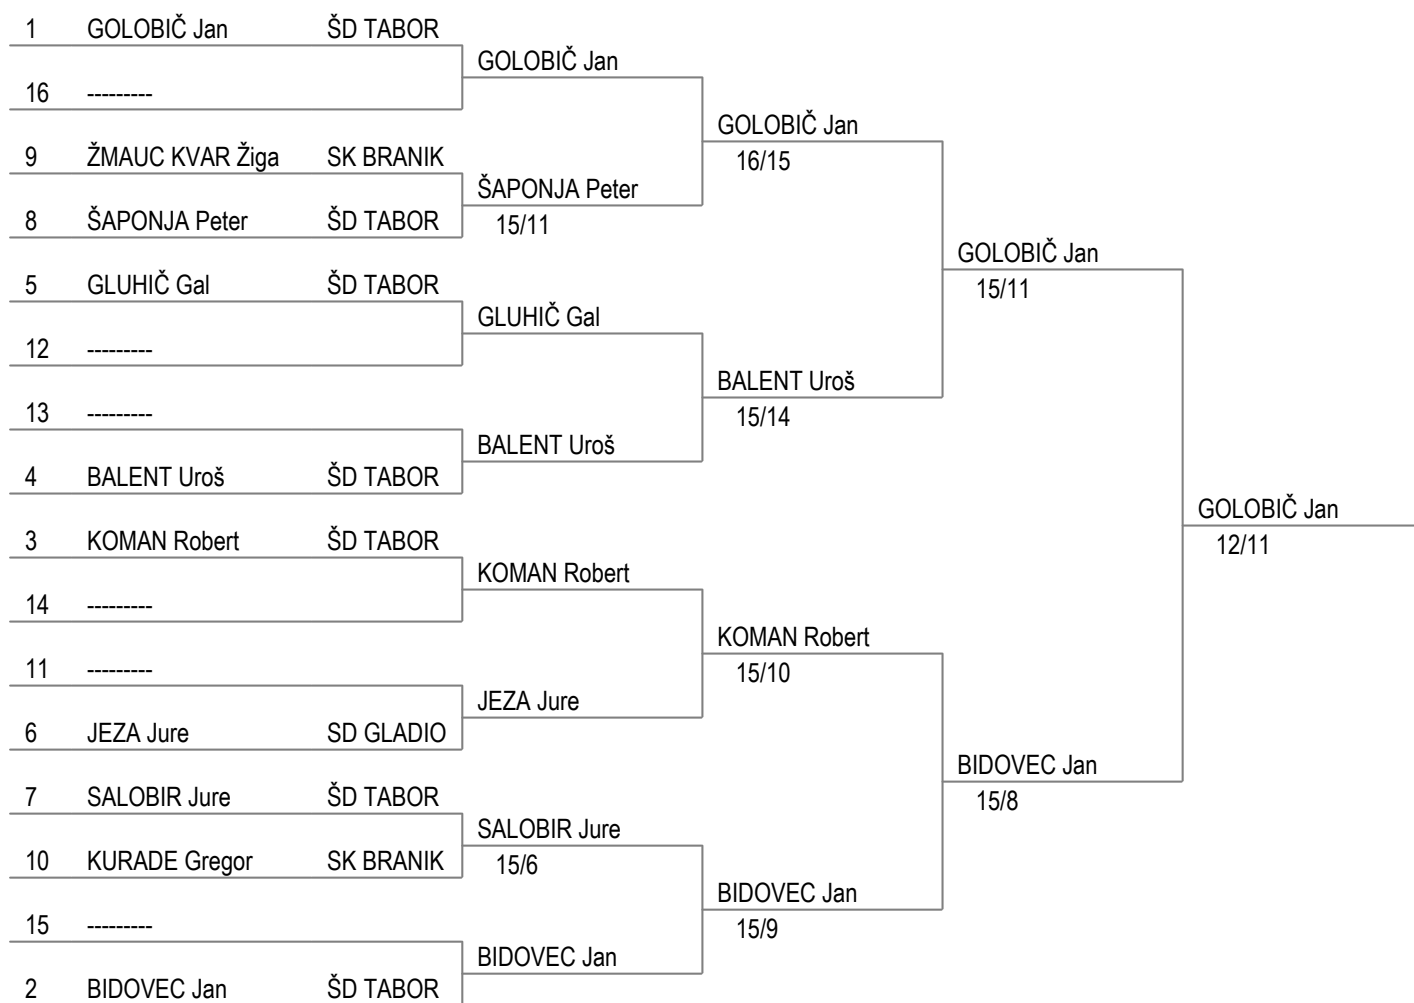 1 GOLOBIČ Jan ŠD TABOR
GOLOBIČ Jan
16 ---------
GOLOBIČ Jan
16/15
9 ŽMAUC KVAR Žiga SK BRANIK
ŠAPONJA Peter
15/11
8 ŠAPONJA Peter ŠD TABOR
GOLOBIČ Jan
15/11
5 GLUHIČ Gal ŠD TABOR
GLUHIČ Gal
12 ---------
BALENT Uroš
15/14
13 ---------
BALENT Uroš
4 BALENT Uroš ŠD TABOR
GOLOBIČ Jan
12/11
3 KOMAN Robert ŠD TABOR
KOMAN Robert
14 ---------
KOMAN Robert
15/10
11 ---------
JEZA Jure
6 JEZA Jure SD GLADIO
BIDOVEC Jan
15/8
7 SALOBIR Jure ŠD TABOR
SALOBIR Jure
15/6
10 KURADE Gregor SK BRANIK
BIDOVEC Jan
15/9
15 ---------
BIDOVEC Jan
2 BIDOVEC Jan ŠD TABOR